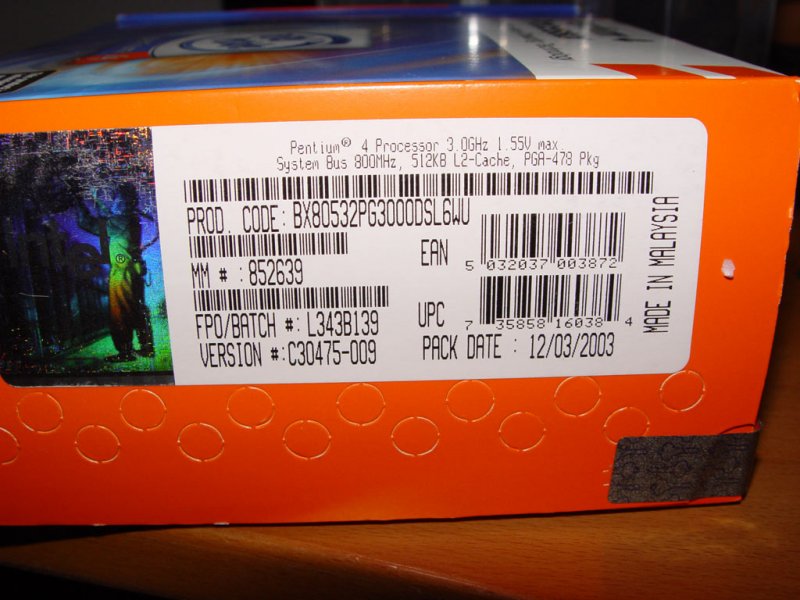 Pentium® 4 Processor 3.0GHz 1.55V max.
System Bus 800MHz, 512KB L2-Cache, PGA-478 Pkg
PROD. CODE: BX80532PG3000DSL6WU
MM # : 852639
FPO/BATCH #: L343B139
VERSION #: C30475-009
EAN
5 032037 003872
UPC
7 35858 16038 4
PACK DATE : 12/03/2003
MADE IN MALAYSIA